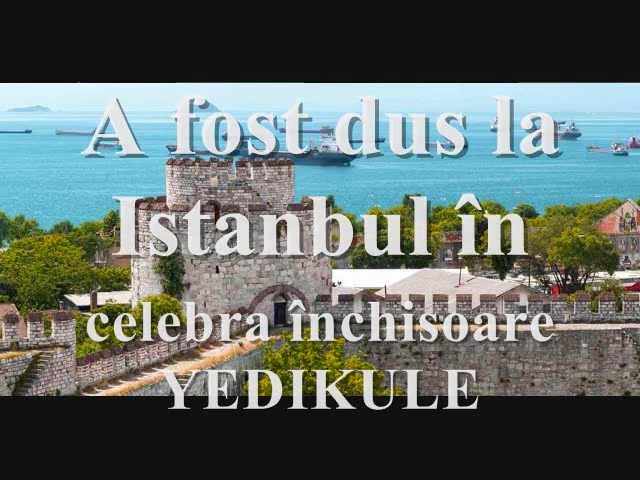 A fost dus la
Istanbul în
celebra închisoare
YEDIKULE